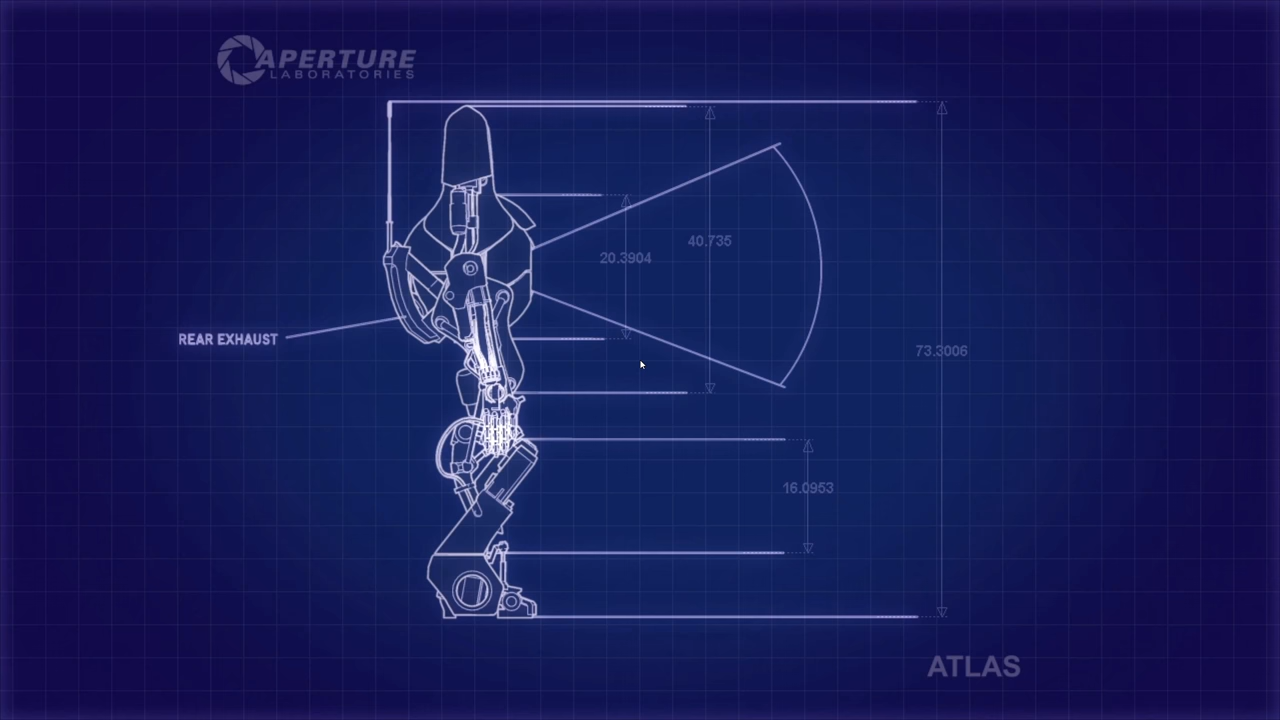 APERTURE
LABORATORIES
40.735
20.3904
REAR EXHAUST
73.3006
16.0953
ATLAS